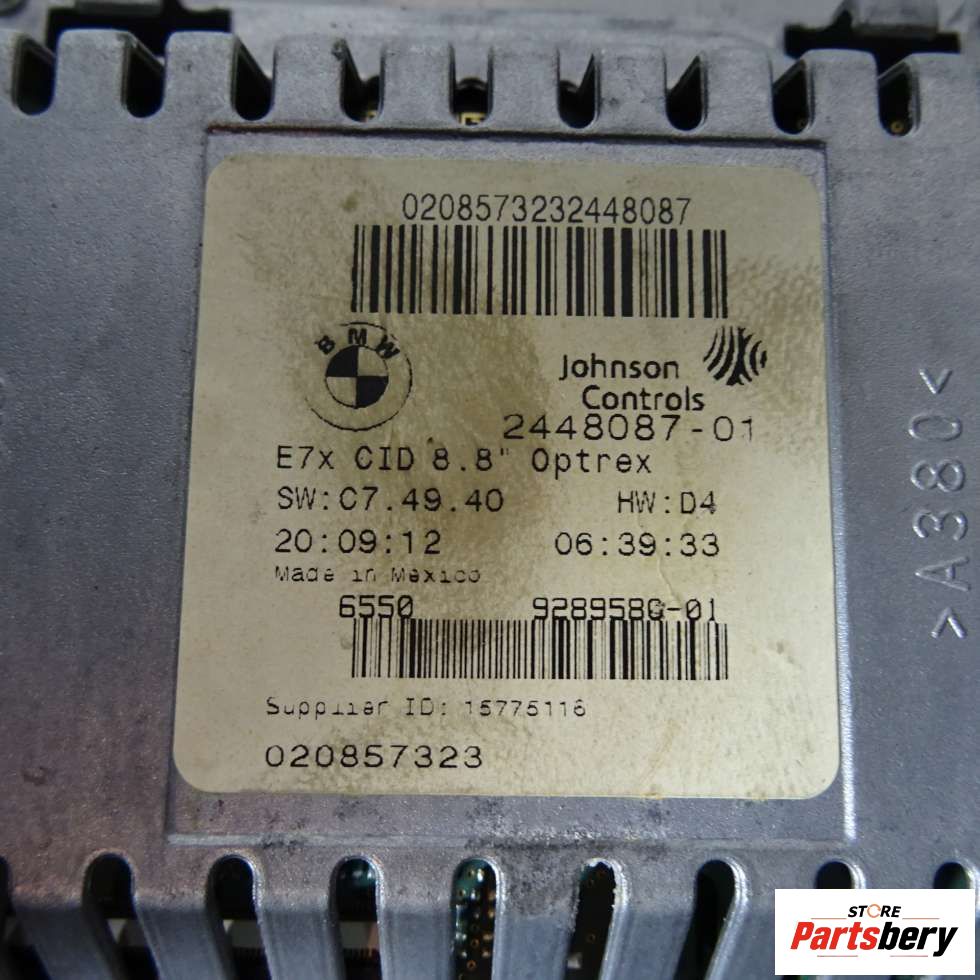 0208573232448087
BMW
Johnson
Controls
2448087-01
E7x CID 8.8" Optrex
SW:C7.49.40 HW:D4
20:09:12 06:39:33
Made in Mexico
6550 9289580-01
Supplier ID: 15775116
020857323
>A380<
STORE
Partsbery